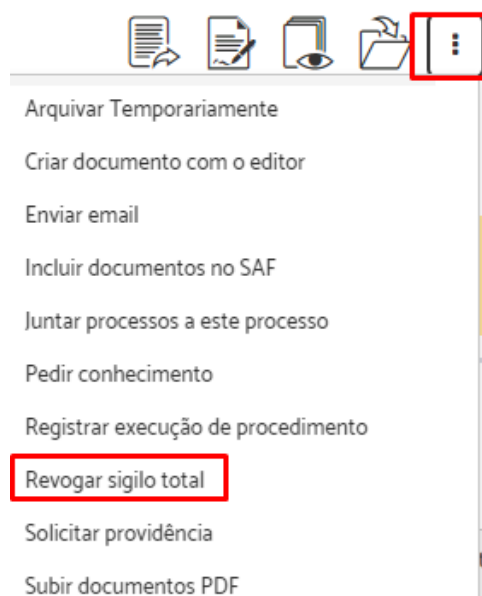 Arquivar Temporariamente
Criar documento com o editor
Enviar email
Incluir documentos no SAF
Juntar processos a este processo
Pedir conhecimento
Registrar execução de procedimento
Revogar sigilo total
Solicitar providência
Subir documentos PDF